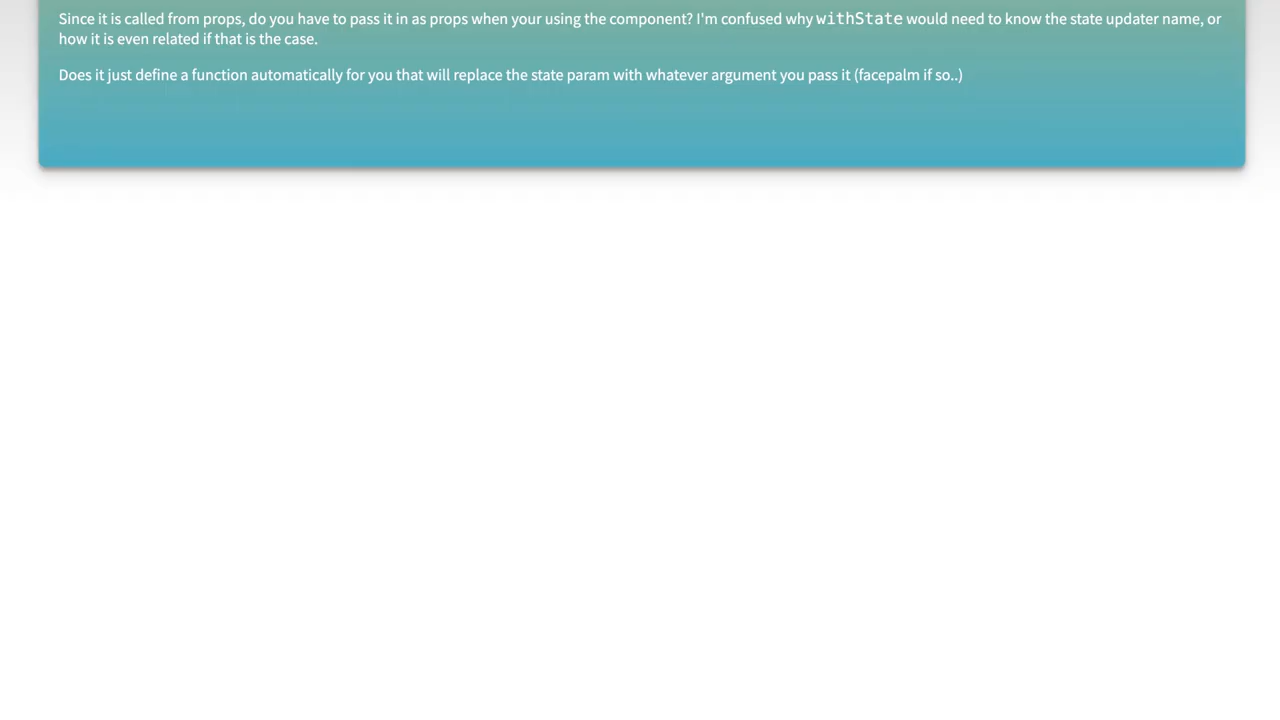 Since it is called from props, do you have to pass it in as props when your using the component? I'm confused why withState would need to know the state updater name, or
how it is even related if that is the case.
Does it just define a function automatically for you that will replace the state param with whatever argument you pass it (facepalm if so..)